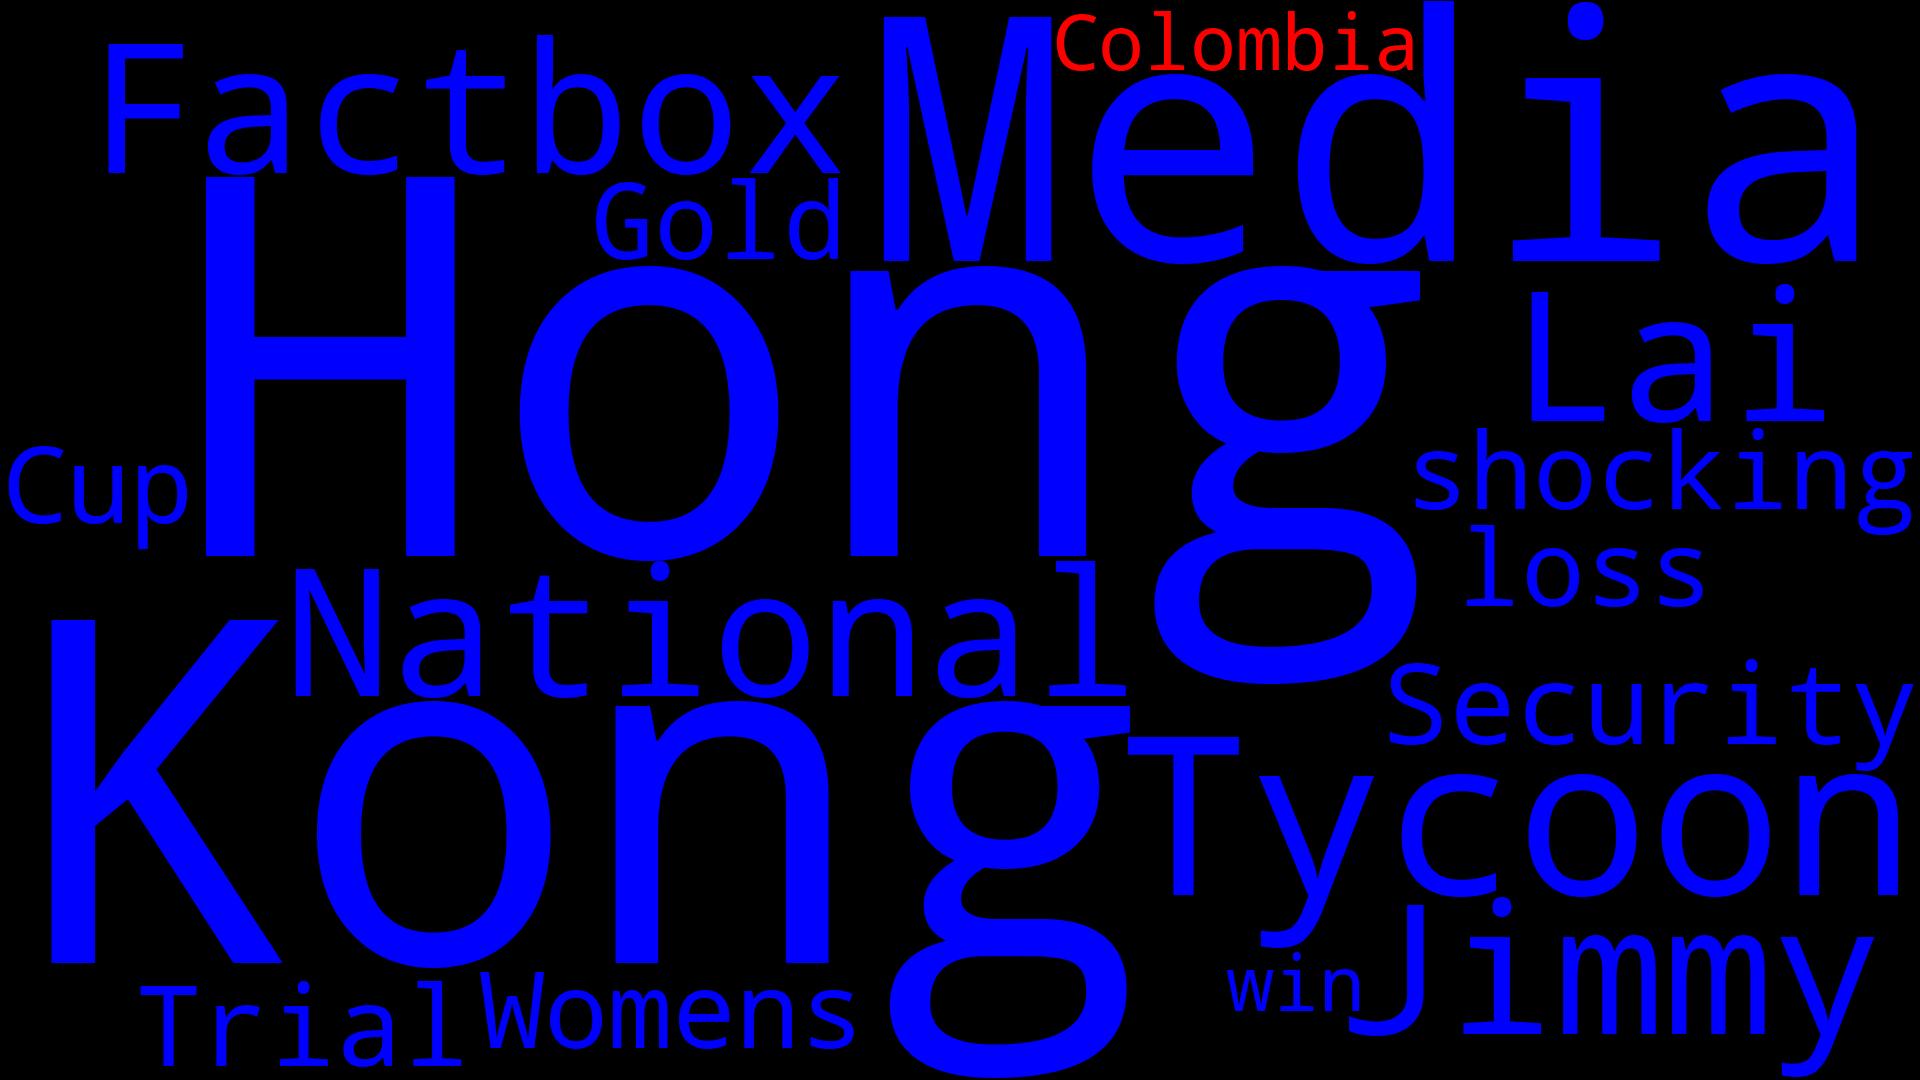 Colombia
Factbox
Media
Gold
Hong
Lai
Cup
shocking
loss
National
Kong
Security
Tycoon
Jimmy
win
Trial
Womens